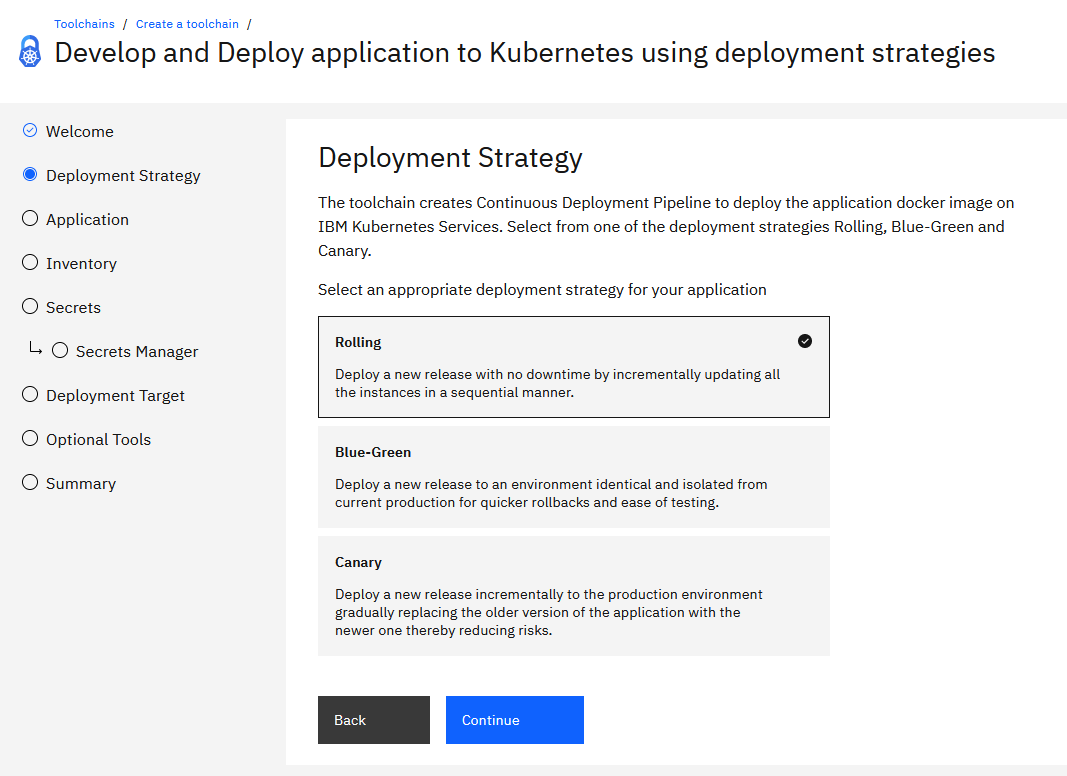 Toolchains / Create a toolchain /
Develop and Deploy application to Kubernetes using deployment strategies
Welcome
Deployment Strategy
Application
Inventory
Secrets
Secrets Manager
Deployment Target
Optional Tools
Summary
Deployment Strategy
The toolchain creates Continuous Deployment Pipeline to deploy the application docker image on
IBM Kubernetes Services. Select from one of the deployment strategies Rolling, Blue-Green and
Canary.
Select an appropriate deployment strategy for your application
Rolling
Deploy a new release with no downtime by incrementally updating all
the instances in a sequential manner.
Blue-Green
Deploy a new release to an environment identical and isolated from
current production for quicker rollbacks and ease of testing.
Canary
Deploy a new release incrementally to the production environment
gradually replacing the older version of the application with the
newer one thereby reducing risks.
Back
Continue